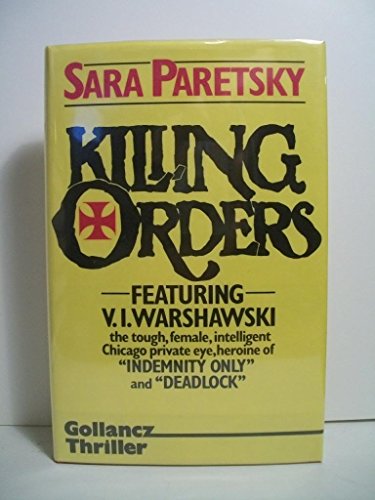 SARA PARETSKY
KILLING
ORDERS
—FEATURING—
V.I.WARSHAWSKI
the tough, female, intelligent
Chicago private eye, heroine of
“INDEMNITY ONLY”
and “DEADLOCK”
Gollancz
Thriller